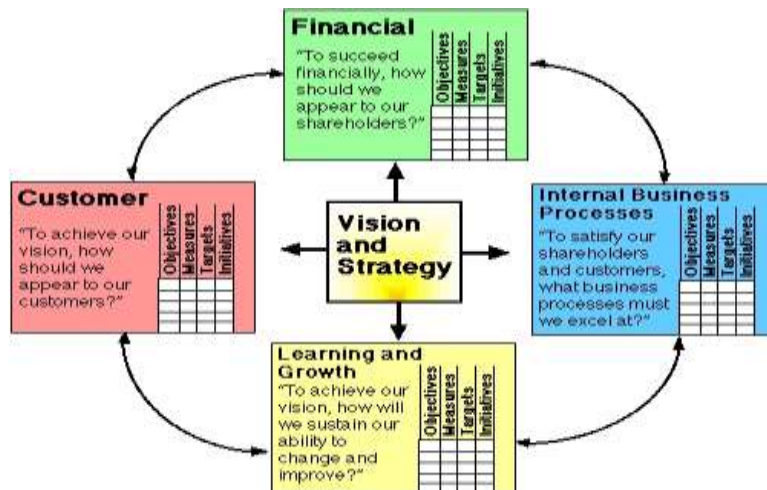 Financial
"To succeed
financially, how
should we
appear to our
shareholders?"
Objectives
Measures
Targets
Initiatives
Customer
"To achieve our
vision, how
should we
appear to our
customers?"
Objectives
Measures
Targets
Initiatives
Vision
and
Strategy
Internal Business
Processes
"To satisfy our
shareholders
and customers,
what business
processes must
we excel at?"
Objectives
Measures
Targets
Initiatives
Learning and
Growth
"To achieve our
vision, how will
we sustain our
ability to
change and
improve?"
Objectives
Measures
Targets
Initiatives